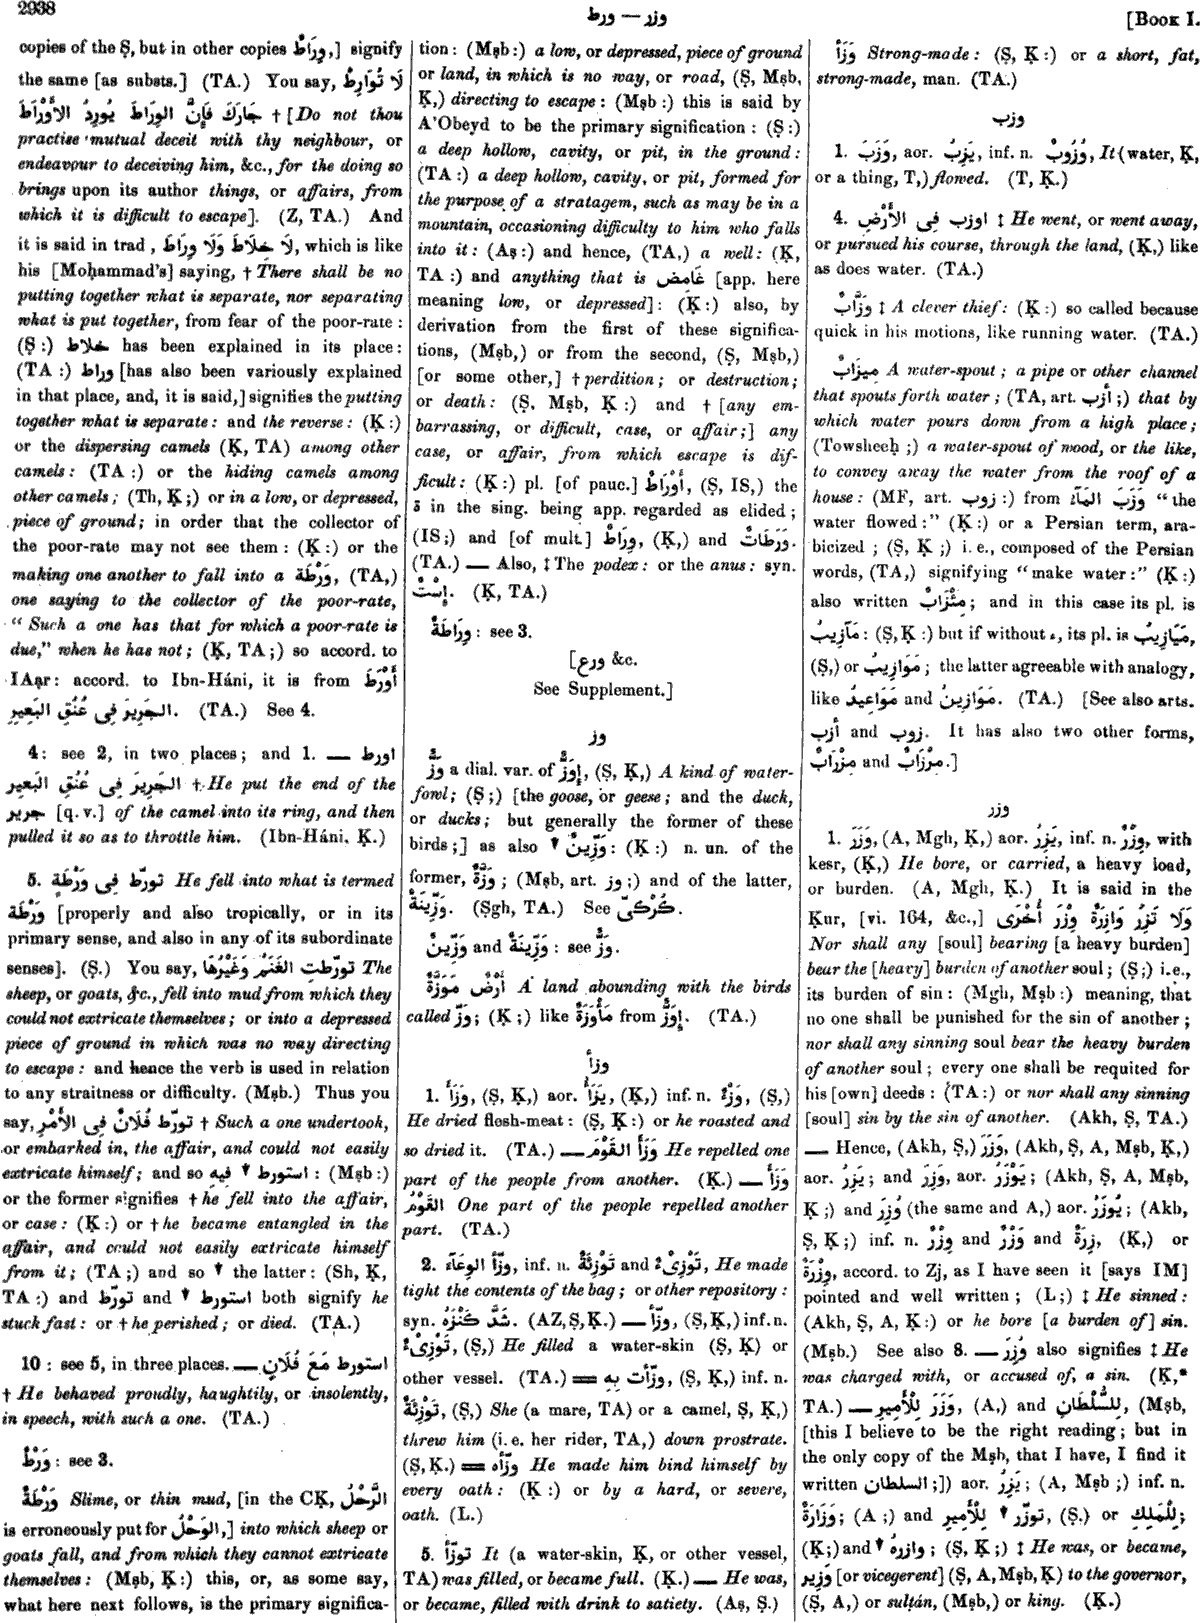 2938
ورط — وزر
[Book I.
copies of the Ṣ, but in other copies وِرَاطٌ,] signify
the same [as substs.] (TA.) You say, لَا تُوَارِطْ
جَارَكَ فَإِنَّ الوِرَاطَ يُورِدُ الأَوْرَاطَ † [Do not thou
practise mutual deceit with thy neighbour, or
endeavour to deceiving him, &c., for the doing so
brings upon its author things, or affairs, from
which it is difficult to escape]. (Z, TA.) And
it is said in trad , لَا خِلَاطَ وَلَا وِرَاطَ, which is like
his [Moḥammad's] saying, † There shall be no
putting together what is separate, nor separating
what is put together, from fear of the poor-rate :
(Ṣ :) خلاط has been explained in its place :
(TA :) وراط [has also been variously explained
in that place, and, it is said,] signifies the putting
together what is separate : and the reverse : (Ḳ :)
or the dispersing camels (Ḳ, TA) among other
camels : (TA :) or the hiding camels among
other camels ; (Th, Ḳ ;) or in a low, or depressed,
piece of ground ; in order that the collector of
the poor-rate may not see them : (Ḳ :) or the
making one another to fall into a وَرْطَة, (TA,)
one saying to the collector of the poor-rate,
“ Such a one has that for which a poor-rate is
due,” when he has not ; (Ḳ, TA ;) so accord. to
IAạr : accord. to Ibn-Háni, it is from أَوْرَطَ
الجَرِيرَ فِى عُنُقِ البَعِيرِ. (TA.) See 4.
4 : see 2, in two places ; and 1. — اورط
الجَرِيرَ فِى عُنُقِ البَعِيرِ † He put the end of the
جرير [q. v.] of the camel into its ring, and then
pulled it so as to throttle him. (Ibn-Háni, Ḳ.)
5. تورّط فِى وَرْطَةٍ He fell into what is termed
وَرْطَة [properly and also tropically, or in its
primary sense, and also in any of its subordinate
senses]. (Ṣ.) You say, تورّطتِ الغَنَمُ وَغَيْرُهَا The
sheep, or goats, &c., fell into mud from which they
could not extricate themselves ; or into a depressed
piece of ground in which was no way directing
to escape : and hence the verb is used in relation
to any straitness or difficulty. (Mṣb.) Thus you
say, تورّط فُلَانٌ فِى الأَمْرِ † Such a one undertook,
or embarked in, the affair, and could not easily
extricate himself ; and so استورط ▾ فِيهِ : (Mṣb :)
or the former signifies † he fell into the affair,
or case : (Ḳ :) or † he became entangled in the
affair, and could not easily extricate himself
from it ; (TA ;) and so ▾ the latter : (Sh, Ḳ,
TA :) and تورّط and ▾ استورط both signify he
stuck fast : or † he perished ; or died. (TA.)
10 : see 5, in three places. — استورط مَعَ فُلَانٍ
† He behaved proudly, haughtily, or insolently,
in speech, with such a one. (TA.)
وَرْطٌ : see 3.
وَرْطَةٌ Slime, or thin mud, [in the CḲ, الرَّحْلُ
is erroneously put for الوَحْلُ,] into which sheep or
goats fall, and from which they cannot extricate
themselves : (Mṣb, Ḳ :) this, or, as some say,
what here next follows, is the primary significa-
tion : (Mṣb :) a low, or depressed, piece of ground
or land, in which is no way, or road, (Ṣ, Mṣb,
Ḳ,) directing to escape : (Mṣb :) this is said by
A'Obeyd to be the primary signification : (Ṣ :)
a deep hollow, cavity, or pit, in the ground :
(TA :) a deep hollow, cavity, or pit, formed for
the purpose of a stratagem, such as may be in a
mountain, occasioning difficulty to him who falls
into it : (Aṣ :) and hence, (TA,) a well : (Ḳ,
TA :) and anything that is غَامِض [app. here
meaning low, or depressed] : (Ḳ :) also, by
derivation from the first of these significa-
tions, (Mṣb,) or from the second, (Ṣ, Mṣb,)
[or some other,] † perdition ; or destruction ;
or death : (Ṣ, Mṣb, Ḳ :) and † [any em-
barrassing, or difficult, case, or affair ;] any
case, or affair, from which escape is dif-
ficult : (Ḳ :) pl. [of pauc.] أَوْرَاطٌ, (Ṣ, IS,) the
ة in the sing. being app. regarded as elided ;
(IS ;) and [of mult.] وِرَاطٌ, (Ḳ,) and وَرَطَاتٌ.
(TA.) — Also, ‡ The podex : or the anus : syn.
إِسْتٌ. (Ḳ, TA.)
وِرَاطَةٌ : see 3.
[ورع &c.
See Supplement.]
وز
وَزٌّ a dial. var. of إِوَزٌّ, (Ṣ, Ḳ,) A kind of water-
fowl ; (Ṣ ;) [the goose, or geese ; and the duck,
or ducks ; but generally the former of these
birds ;] as also ▾ وَزِّينٌ : (Ḳ :) n. un. of the
former, وَزَّةٌ ; (Mṣb, art. وز ;) and of the latter,
وَزِّينَةٌ. (Ṣgh, TA.) See كُرْكِىّ.
وَزِّينٌ and وَزِّينَةٌ : see وَزٌّ.
أَرْضٌ مَوَزَّةٌ A land abounding with the birds
called وَزّ ; (Ḳ ;) like مَأْوَزَةٌ from إِوَزٌّ. (TA.)
وزأ
1. وَزَأَ, (Ṣ, Ḳ,) aor. يَزَأُ, (Ḳ,) inf. n. وَزْءٌ, (Ṣ,)
He dried flesh-meat : (Ṣ, Ḳ :) or he roasted and
so dried it. (TA.) — وَزَأَ القَوْمَ He repelled one
part of the people from another. (Ḳ.) — وَزَأَ
القَوْمُ One part of the people repelled another
part. (TA.)
2. وزّأ الوِعَآءَ, inf. n. تَوْزِئَةٌ and تَوْزِىْءٌ, He made
tight the contents of the bag ; or other repository :
syn. شَدَّ كَنْزَهُ. (AZ, Ṣ, Ḳ.) — وزّأ, (Ṣ, Ḳ,) inf. n.
تَوْزِىْءٌ, (Ṣ,) He filled a water-skin (Ṣ, Ḳ) or
other vessel. (TA.) = وزّأت بِهِ, (Ṣ, Ḳ,) inf. n.
تَوْزِئَةٌ, (Ṣ,) She (a mare, TA) or a camel, Ṣ, Ḳ,)
threw him (i. e. her rider, TA,) down prostrate.
(Ṣ, Ḳ.) = وزّأه He made him bind himself by
every oath : (Ḳ :) or by a hard, or severe,
oath. (L.)
5. توزّأ It (a water-skin, Ḳ, or other vessel,
TA) was filled, or became full. (Ḳ.) — He was,
or became, filled with drink to satiety. (Aṣ, Ṣ.)
وَزَأٌ Strong-made : (Ṣ, Ḳ :) or a short, fat,
strong-made, man. (TA.)
وزب
1. وَزَبَ, aor. يَزِبُ, inf. n. وُزُوبٌ, It (water, Ḳ,
or a thing, T,) flowed. (T, Ḳ.)
4. اوزب فِى الأَرْضِ ‡ He went, or went away,
or pursued his course, through the land, (Ḳ,) like
as does water. (TA.)
وَزَّابٌ ‡ A clever thief : (Ḳ :) so called because
quick in his motions, like running water. (TA.)
مِيزَابٌ A water-spout ; a pipe or other channel
that spouts forth water ; (TA, art. أزب ;) that by
which water pours down from a high place ;
(Towsheeḥ ;) a water-spout of wood, or the like,
to convey away the water from the roof of a
house : (MF, art. زوب :) from وَزَبَ المَآءُ “ the
water flowed : ” (Ḳ :) or a Persian term, ara-
bicized ; (Ṣ, Ḳ ;) i. e., composed of the Persian
words, (TA,) signifying “ make water : ” (Ḳ :)
also written مِئْزَابٌ ; and in this case its pl. is
مَآزِيبُ : (Ṣ, Ḳ :) but if without ء, its pl. is مَيَازِيبُ,
(Ṣ,) or مَوَازِيبُ ; the latter agreeable with analogy,
like مَوَاعِيدُ and مَوَازِينُ. (TA.) [See also arts.
أزب and زوب. It has also two other forms,
مِزْرَابٌ and مِرْزَابٌ.]
وزر
1. وَزَرَ, (A, Mgh, Ḳ,) aor. يَزِرُ, inf. n. وِزْرٌ, with
kesr, (Ḳ,) He bore, or carried, a heavy load,
or burden. (A, Mgh, Ḳ.) It is said in the
Ḳur, [vi. 164, &c.,] وَلَا تَزِرُ وَازِرَةٌ وِزْرَ أُخْرَى
Nor shall any [soul] bearing [a heavy burden]
bear the [heavy] burden of another soul ; (Ṣ ;) i. e.,
its burden of sin : (Mgh, Mṣb :) meaning, that
no one shall be punished for the sin of another ;
nor shall any sinning soul bear the heavy burden
of another soul ; every one shall be requited for
his [own] deeds : (TA :) or nor shall any sinning
[soul] sin by the sin of another. (Akh, Ṣ, TA.)
— Hence, (Akh, Ṣ,) وَزَرَ, (Akh, Ṣ, A, Mṣb, Ḳ,)
aor. يَزِرُ ; and وَزِرَ, aor. يَوْزَرُ ; (Akh, Ṣ, A, Mṣb,
Ḳ ;) and وُزِرَ (the same and A,) aor. يُوزَرُ ; (Akh,
Ṣ, Ḳ ;) inf. n. وِزْرٌ and وَزْرٌ and زِرَةٌ, (Ḳ,) or
وِزْرَةٌ, accord. to Zj, as I have seen it [says IM]
pointed and well written ; (L ;) ‡ He sinned :
(Akh, Ṣ, A, Ḳ :) or he bore [a burden of] sin.
(Mṣb.) See also 8. — وُزِرَ also signifies ‡ He
was charged with, or accused of, a sin. (Ḳ,*
TA.) — وَزَرَ لِلْأَمِيرِ, (A,) and لِلسُّلْطَانِ, (Mṣb,
[this I believe to be the right reading ; but in
the only copy of the Mṣb, that I have, I find it
written السلطان ;]) aor. يَزِرُ ; (A, Mṣb ;) inf. n.
وَزَارَةٌ ; (A ;) and ▾ توزّر لِلْأَمِيرِ, (Ṣ,) or لِلْمَلِكِ ;
(Ḳ ;) and ▾ وازرهُ ; (Ṣ, Ḳ ;) ‡ He was, or became,
وَزِير [or vicegerent] (Ṣ, A, Mṣb, Ḳ) to the governor,
(Ṣ, A,) or sulṭán, (Mṣb,) or king. (Ḳ.)